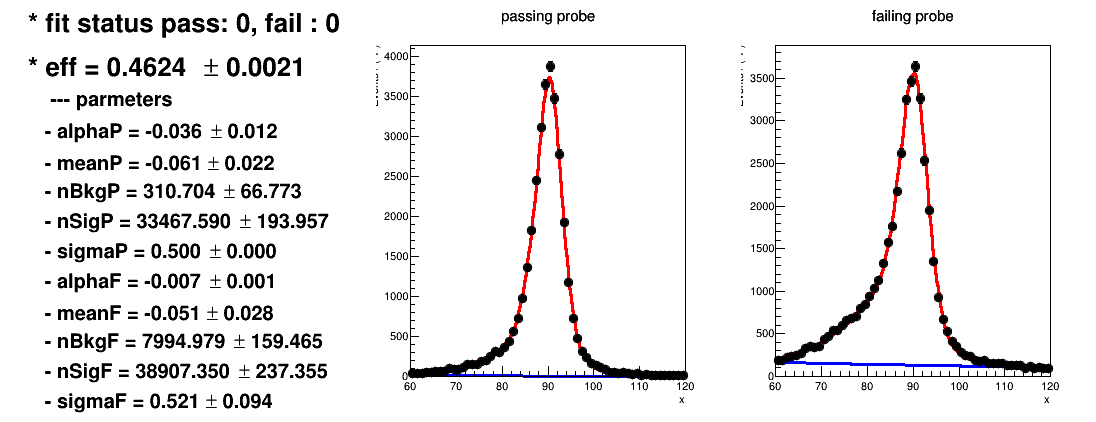 * fit status pass: 0, fail : 0
* eff = 0.4624 ± 0.0021
--- parmeters
- alphaP = -0.036 ± 0.012
- meanP = -0.061 ± 0.022
- nBkgP = 310.704 ± 66.773
- nSigP = 33467.590 ± 193.957
- sigmaP = 0.500 ± 0.000
- alphaF = -0.007 ± 0.001
- meanF = -0.051 ± 0.028
- nBkgF = 7994.979 ± 159.465
- nSigF = 38907.350 ± 237.355
- sigmaF = 0.521 ± 0.094
passing probe
4000
3500
3000
2500
2000
1500
1000
500
0
60 70 80 90 100 110 120
x
failing probe
3500
3000
2500
2000
1500
1000
500
0
60 70 80 90 100 110 120
x